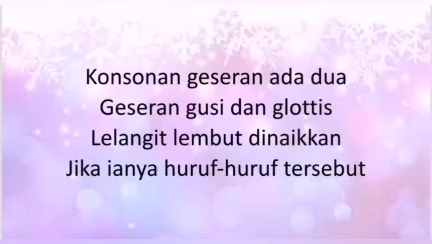 Konsonan geseran ada dua
Geseran gusi dan glottis
Lelangit lembut dinaikkan
Jika ianya huruf-huruf tersebut